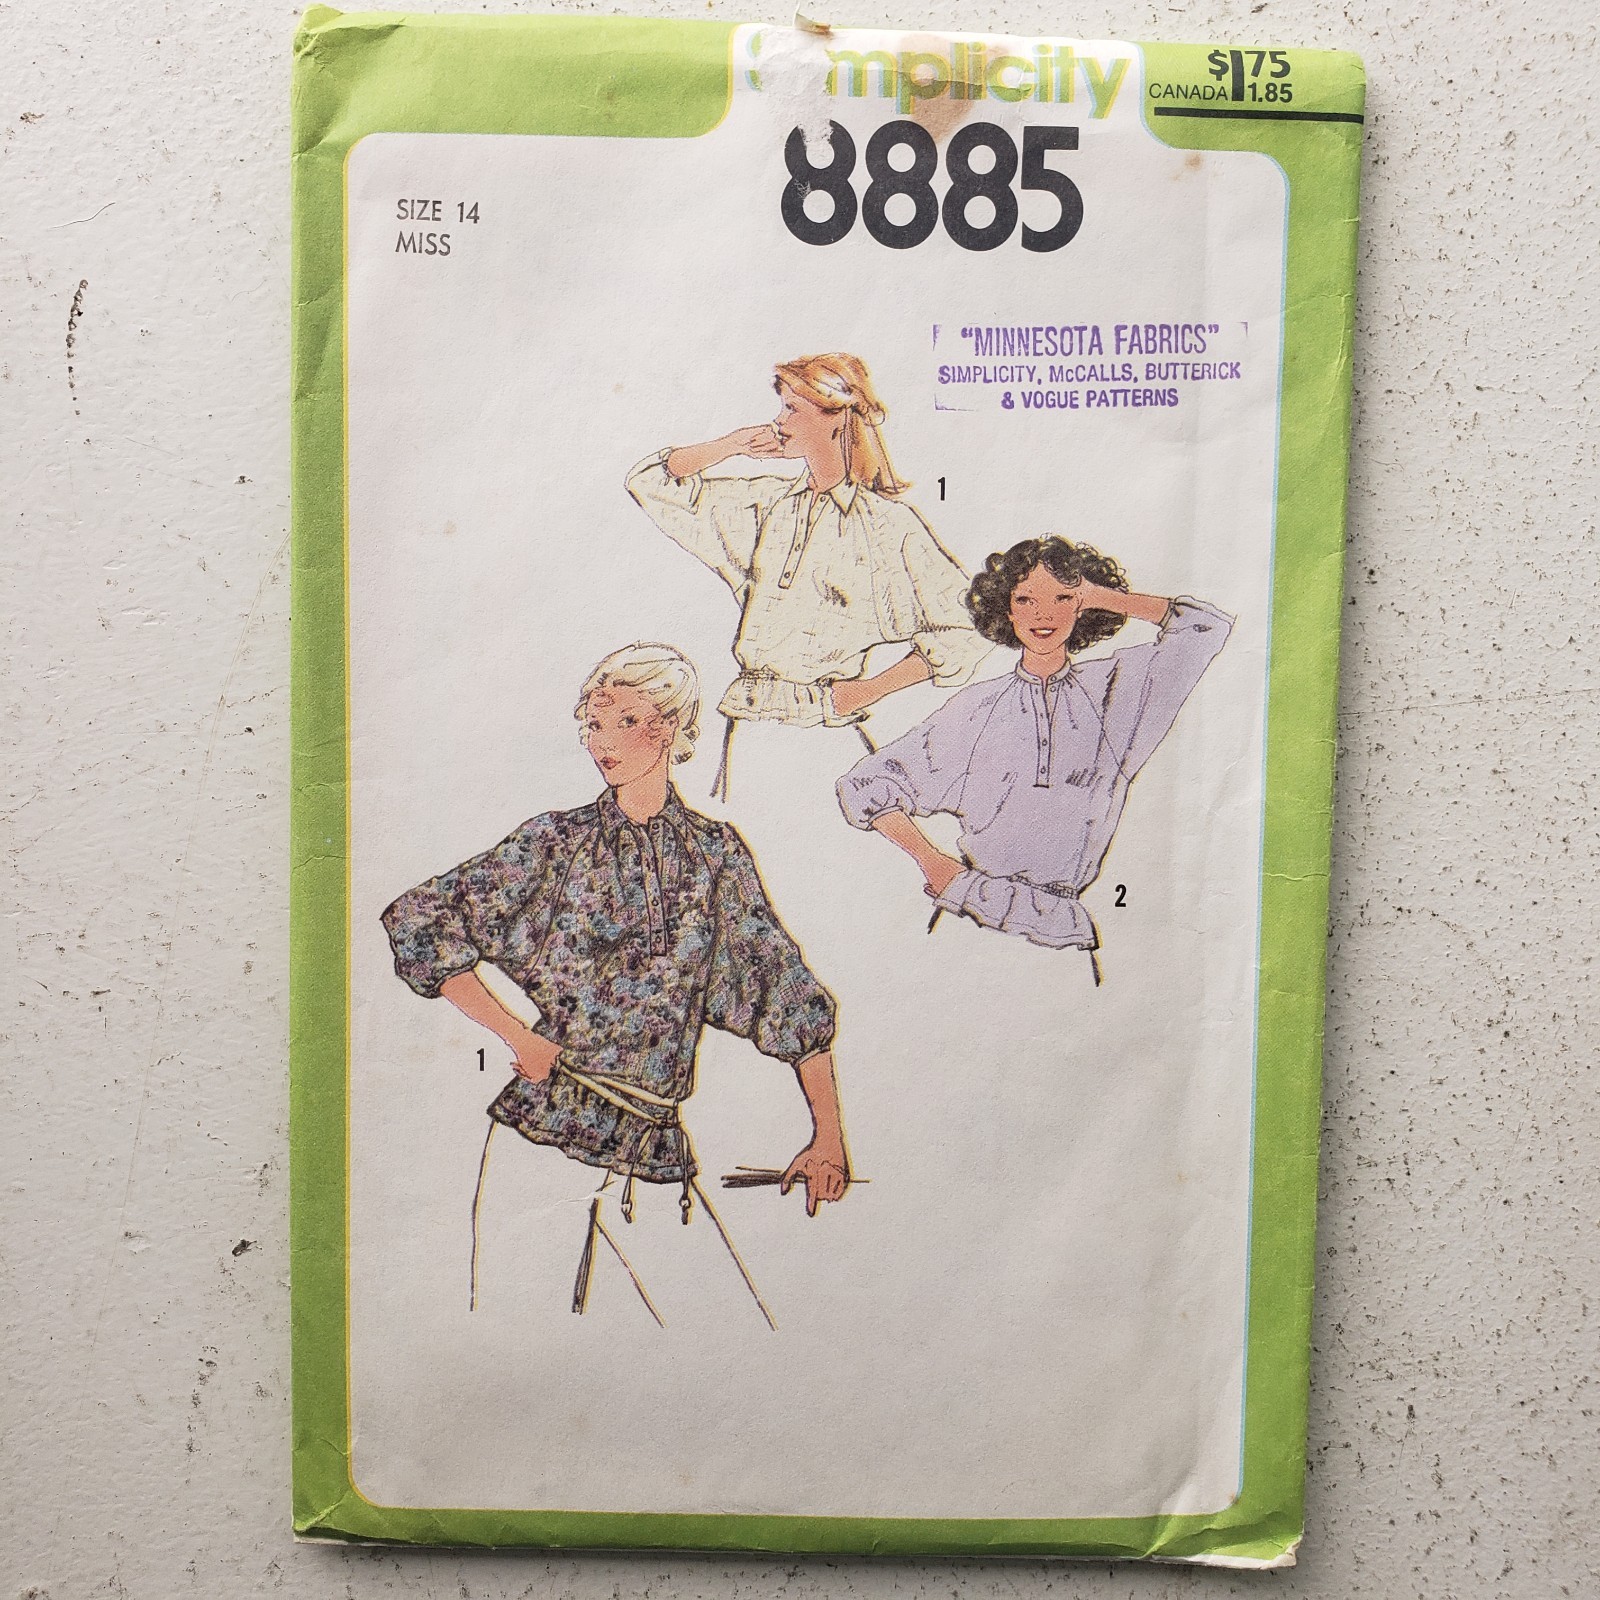 Simplicity
$1.75
CANADA 1.85
8885
SIZE 14
MISS
"MINNESOTA FABRICS"
SIMPLICITY, McCALLS, BUTTERICK
& VOGUE PATTERNS
1
2
1